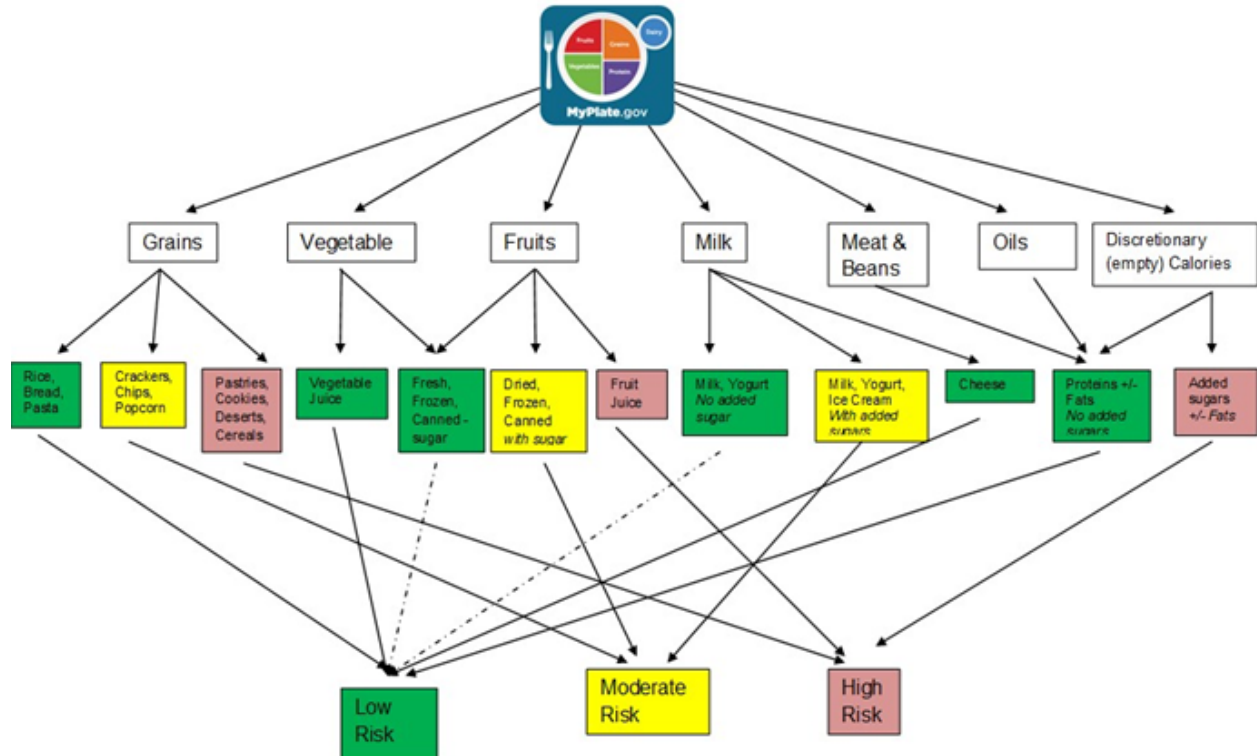 Dairy
Fruits
Grains
Vegetables
Protein
MyPlate.gov
Grains
Vegetable
Fruits
Milk
Meat &
Beans
Oils
Discretionary
(empty) Calories
Rice,
Bread,
Pasta
Crackers,
Chips,
Popcorn
Pastries,
Cookies,
Deserts,
Cereals
Vegetable
Juice
Fresh,
Frozen,
Canned -
sugar
Dried,
Frozen,
Canned
with sugar
Fruit
Juice
Milk, Yogurt
No added
sugar
Milk, Yogurt,
Ice Cream
With added
sugars
Cheese
Proteins +/-
Fats
No added
sugars
Added
sugars
+/- Fats
Low
Risk
Moderate
Risk
High
Risk